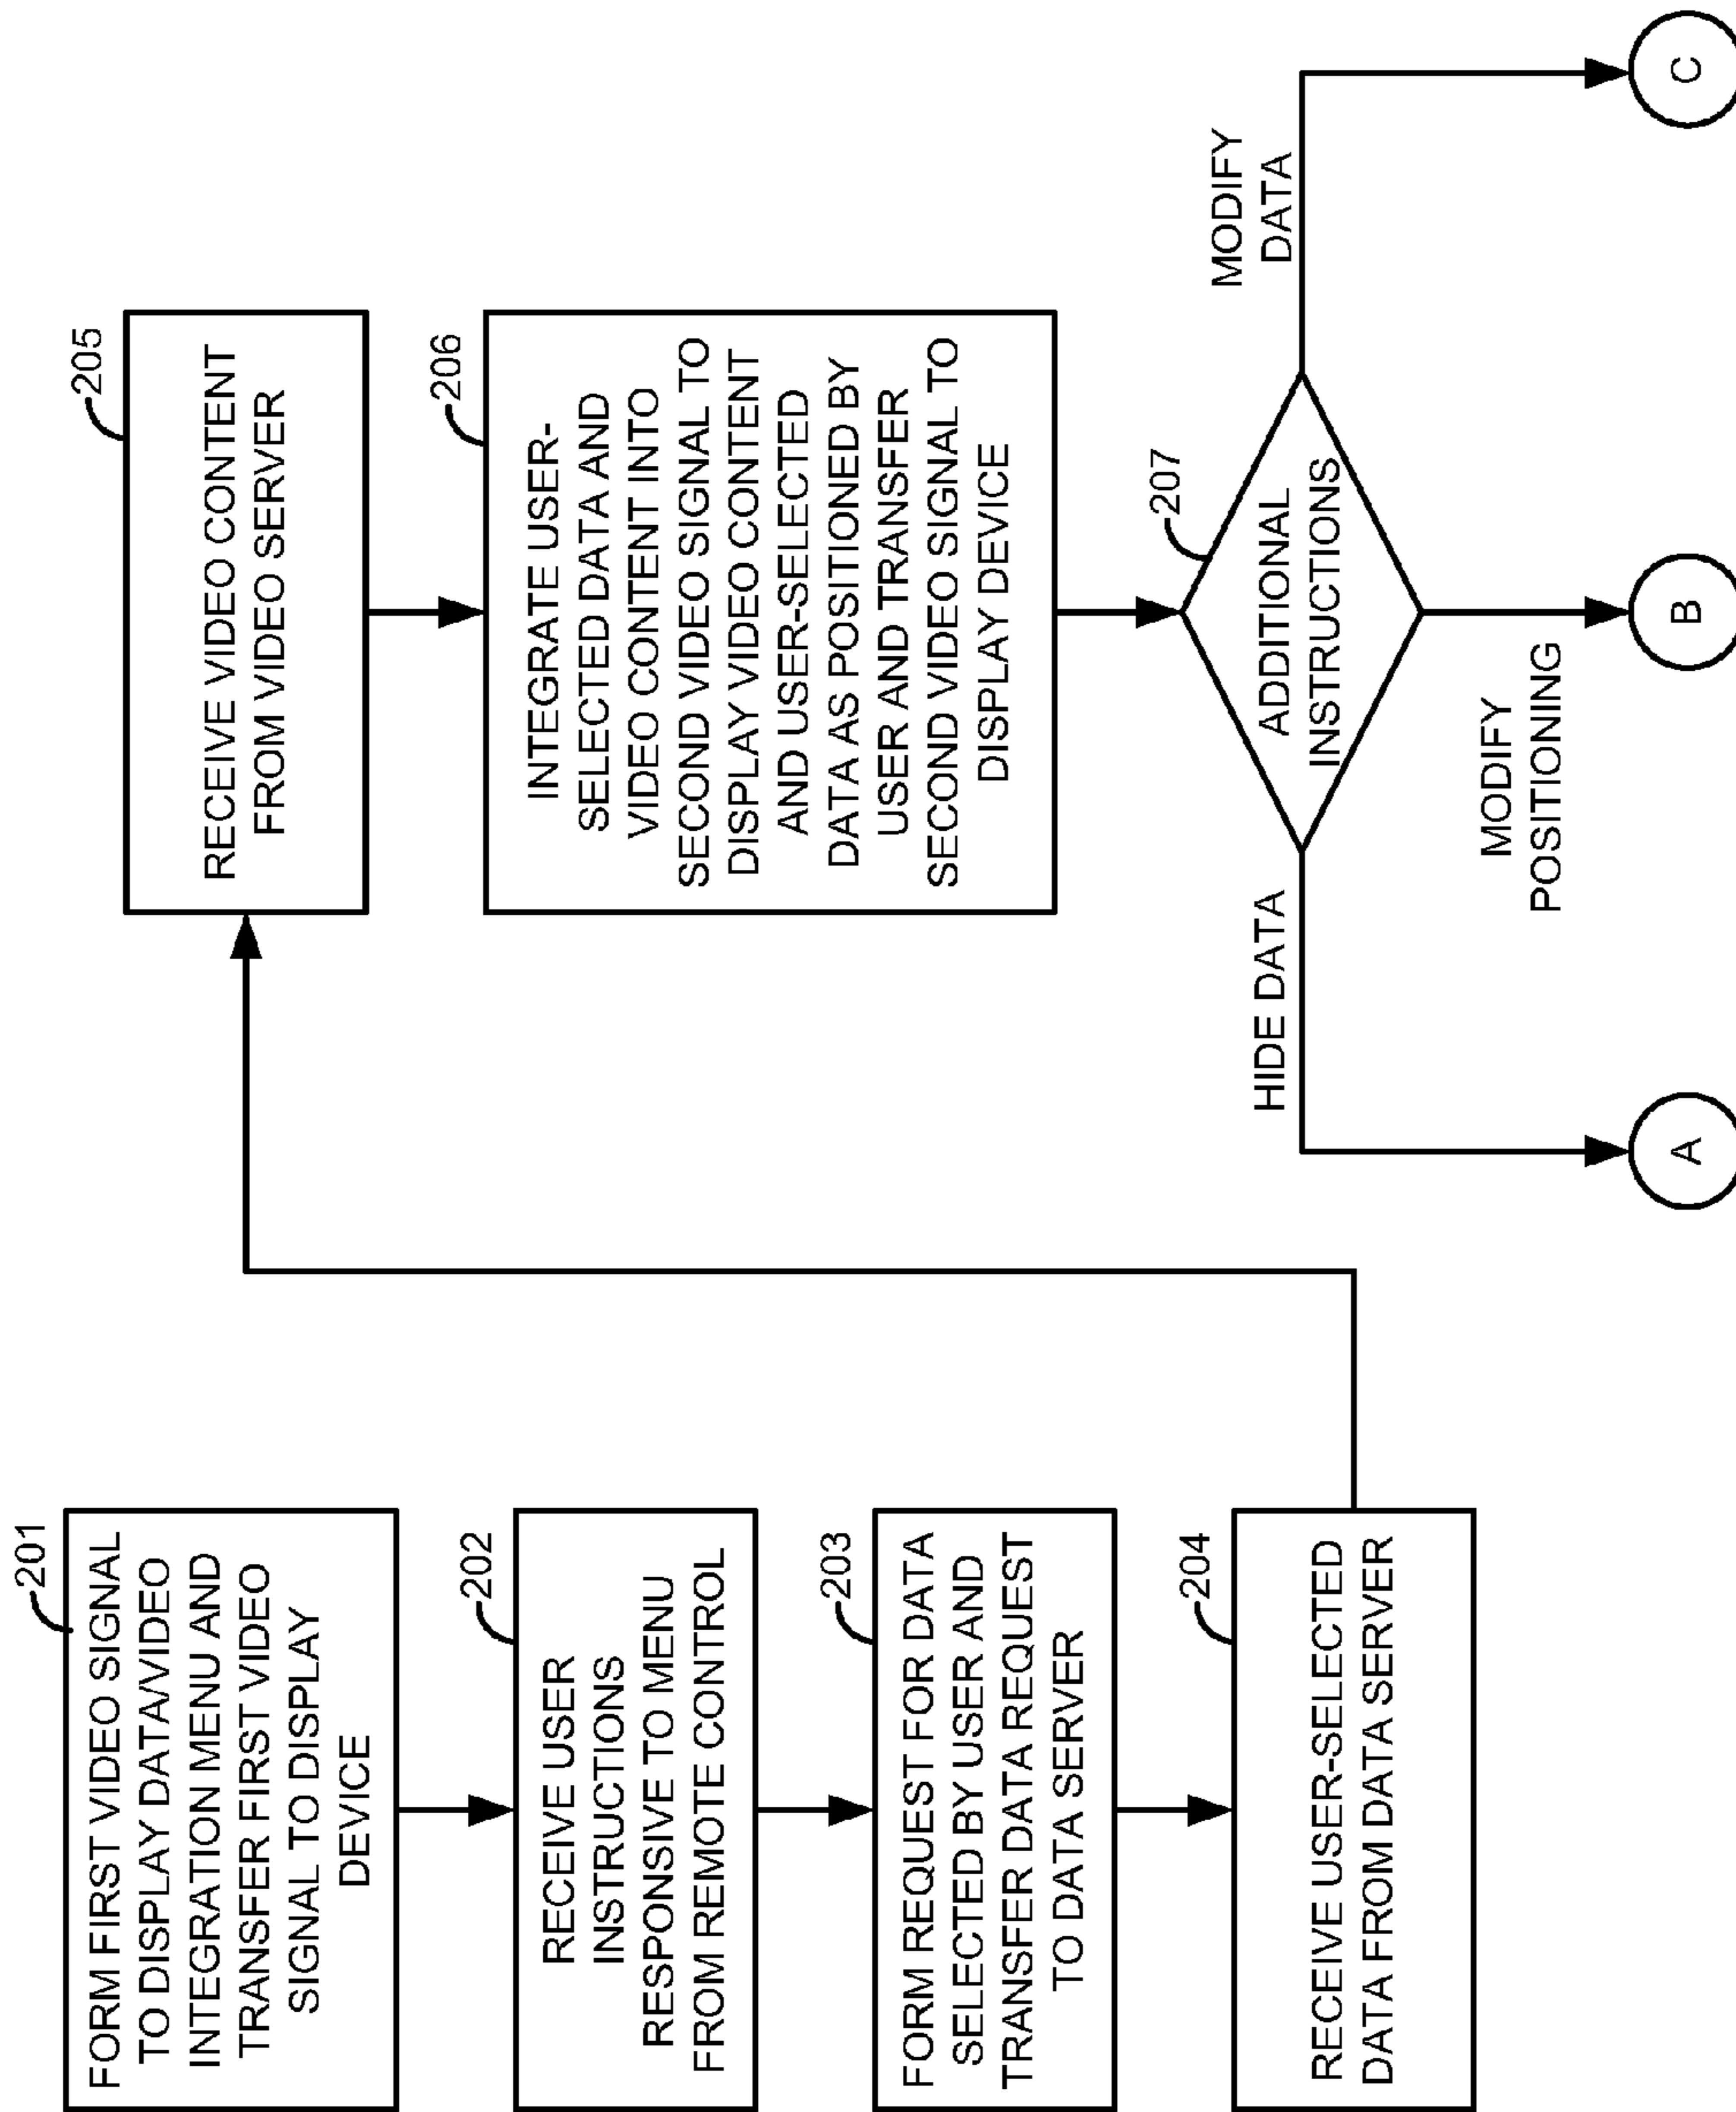 201
FORM FIRST VIDEO SIGNAL
TO DISPLAY DATA/VIDEO
INTEGRATION MENU AND
TRANSFER FIRST VIDEO
SIGNAL TO DISPLAY
DEVICE
202
RECEIVE USER
INSTRUCTIONS
RESPONSIVE TO MENU
FROM REMOTE CONTROL
203
FORM REQUEST FOR DATA
SELECTED BY USER AND
TRANSFER DATA REQUEST
TO DATA SERVER
204
RECEIVE USER-SELECTED
DATA FROM DATA SERVER
205
RECEIVE VIDEO CONTENT
FROM VIDEO SERVER
206
INTEGRATE USER-
SELECTED DATA AND
VIDEO CONTENT INTO
SECOND VIDEO SIGNAL TO
DISPLAY VIDEO CONTENT
AND USER-SELECTED
DATA AS POSITIONED BY
USER AND TRANSFER
SECOND VIDEO SIGNAL TO
DISPLAY DEVICE
207
ADDITIONAL
INSTRUCTIONS
HIDE DATA
MODIFY
POSITIONING
MODIFY
DATA
A
B
C